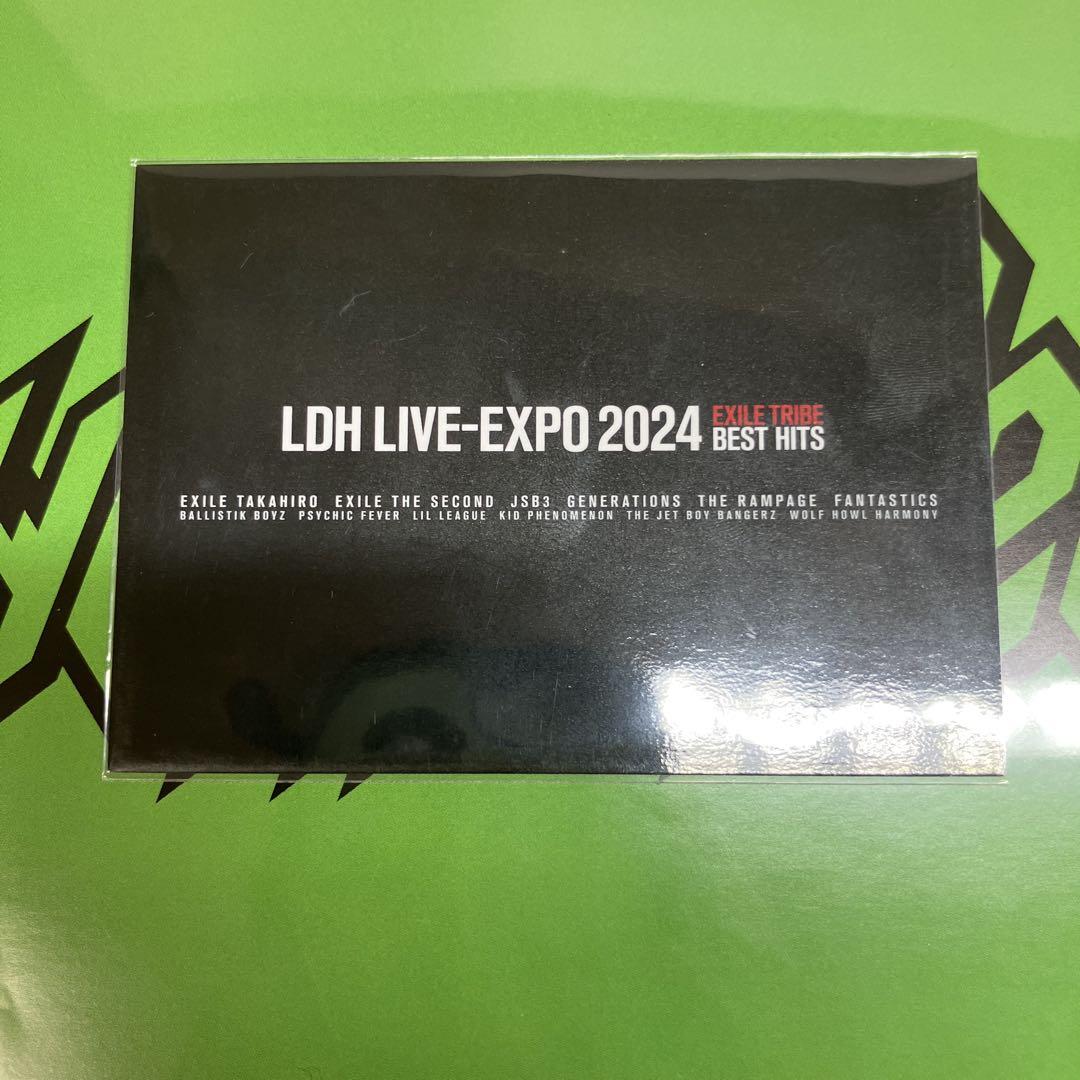 LDH LIVE-EXPO 2024 EXILE TRIBE BEST HITS
EXILE TAKAHIRO EXILE THE SECOND JSB3 GENERATIONS THE RAMPAGE FANTASTICS
BALLISTIK BOYZ PSYCHIC FEVER LIL LEAGUE KID PHENOMENON THE JET BOY BANGERZ WOLF HOWL HARMONY